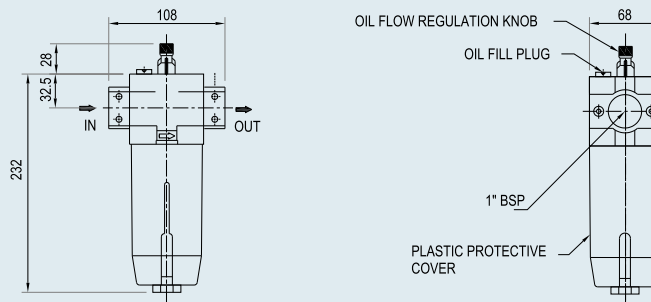 108
28
32.5
IN
OUT
232
OIL FLOW REGULATION KNOB
68
OIL FILL PLUG
1" BSP
PLASTIC PROTECTIVE
COVER